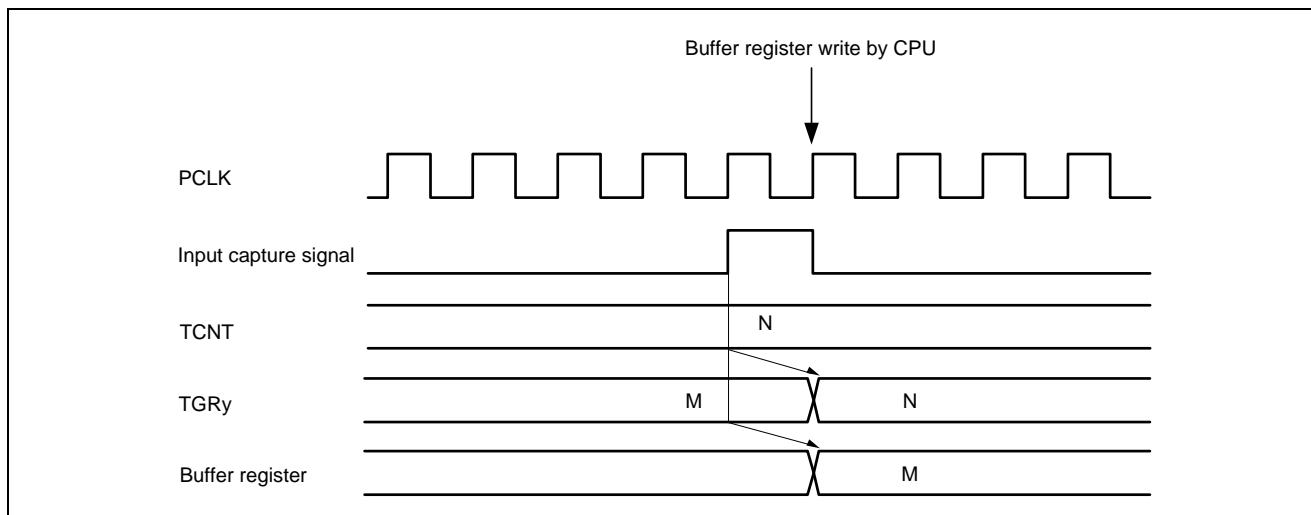 Buffer register write by CPU
PCLK
Input capture signal
TCNT
N
TGRy
M
N
Buffer register
M